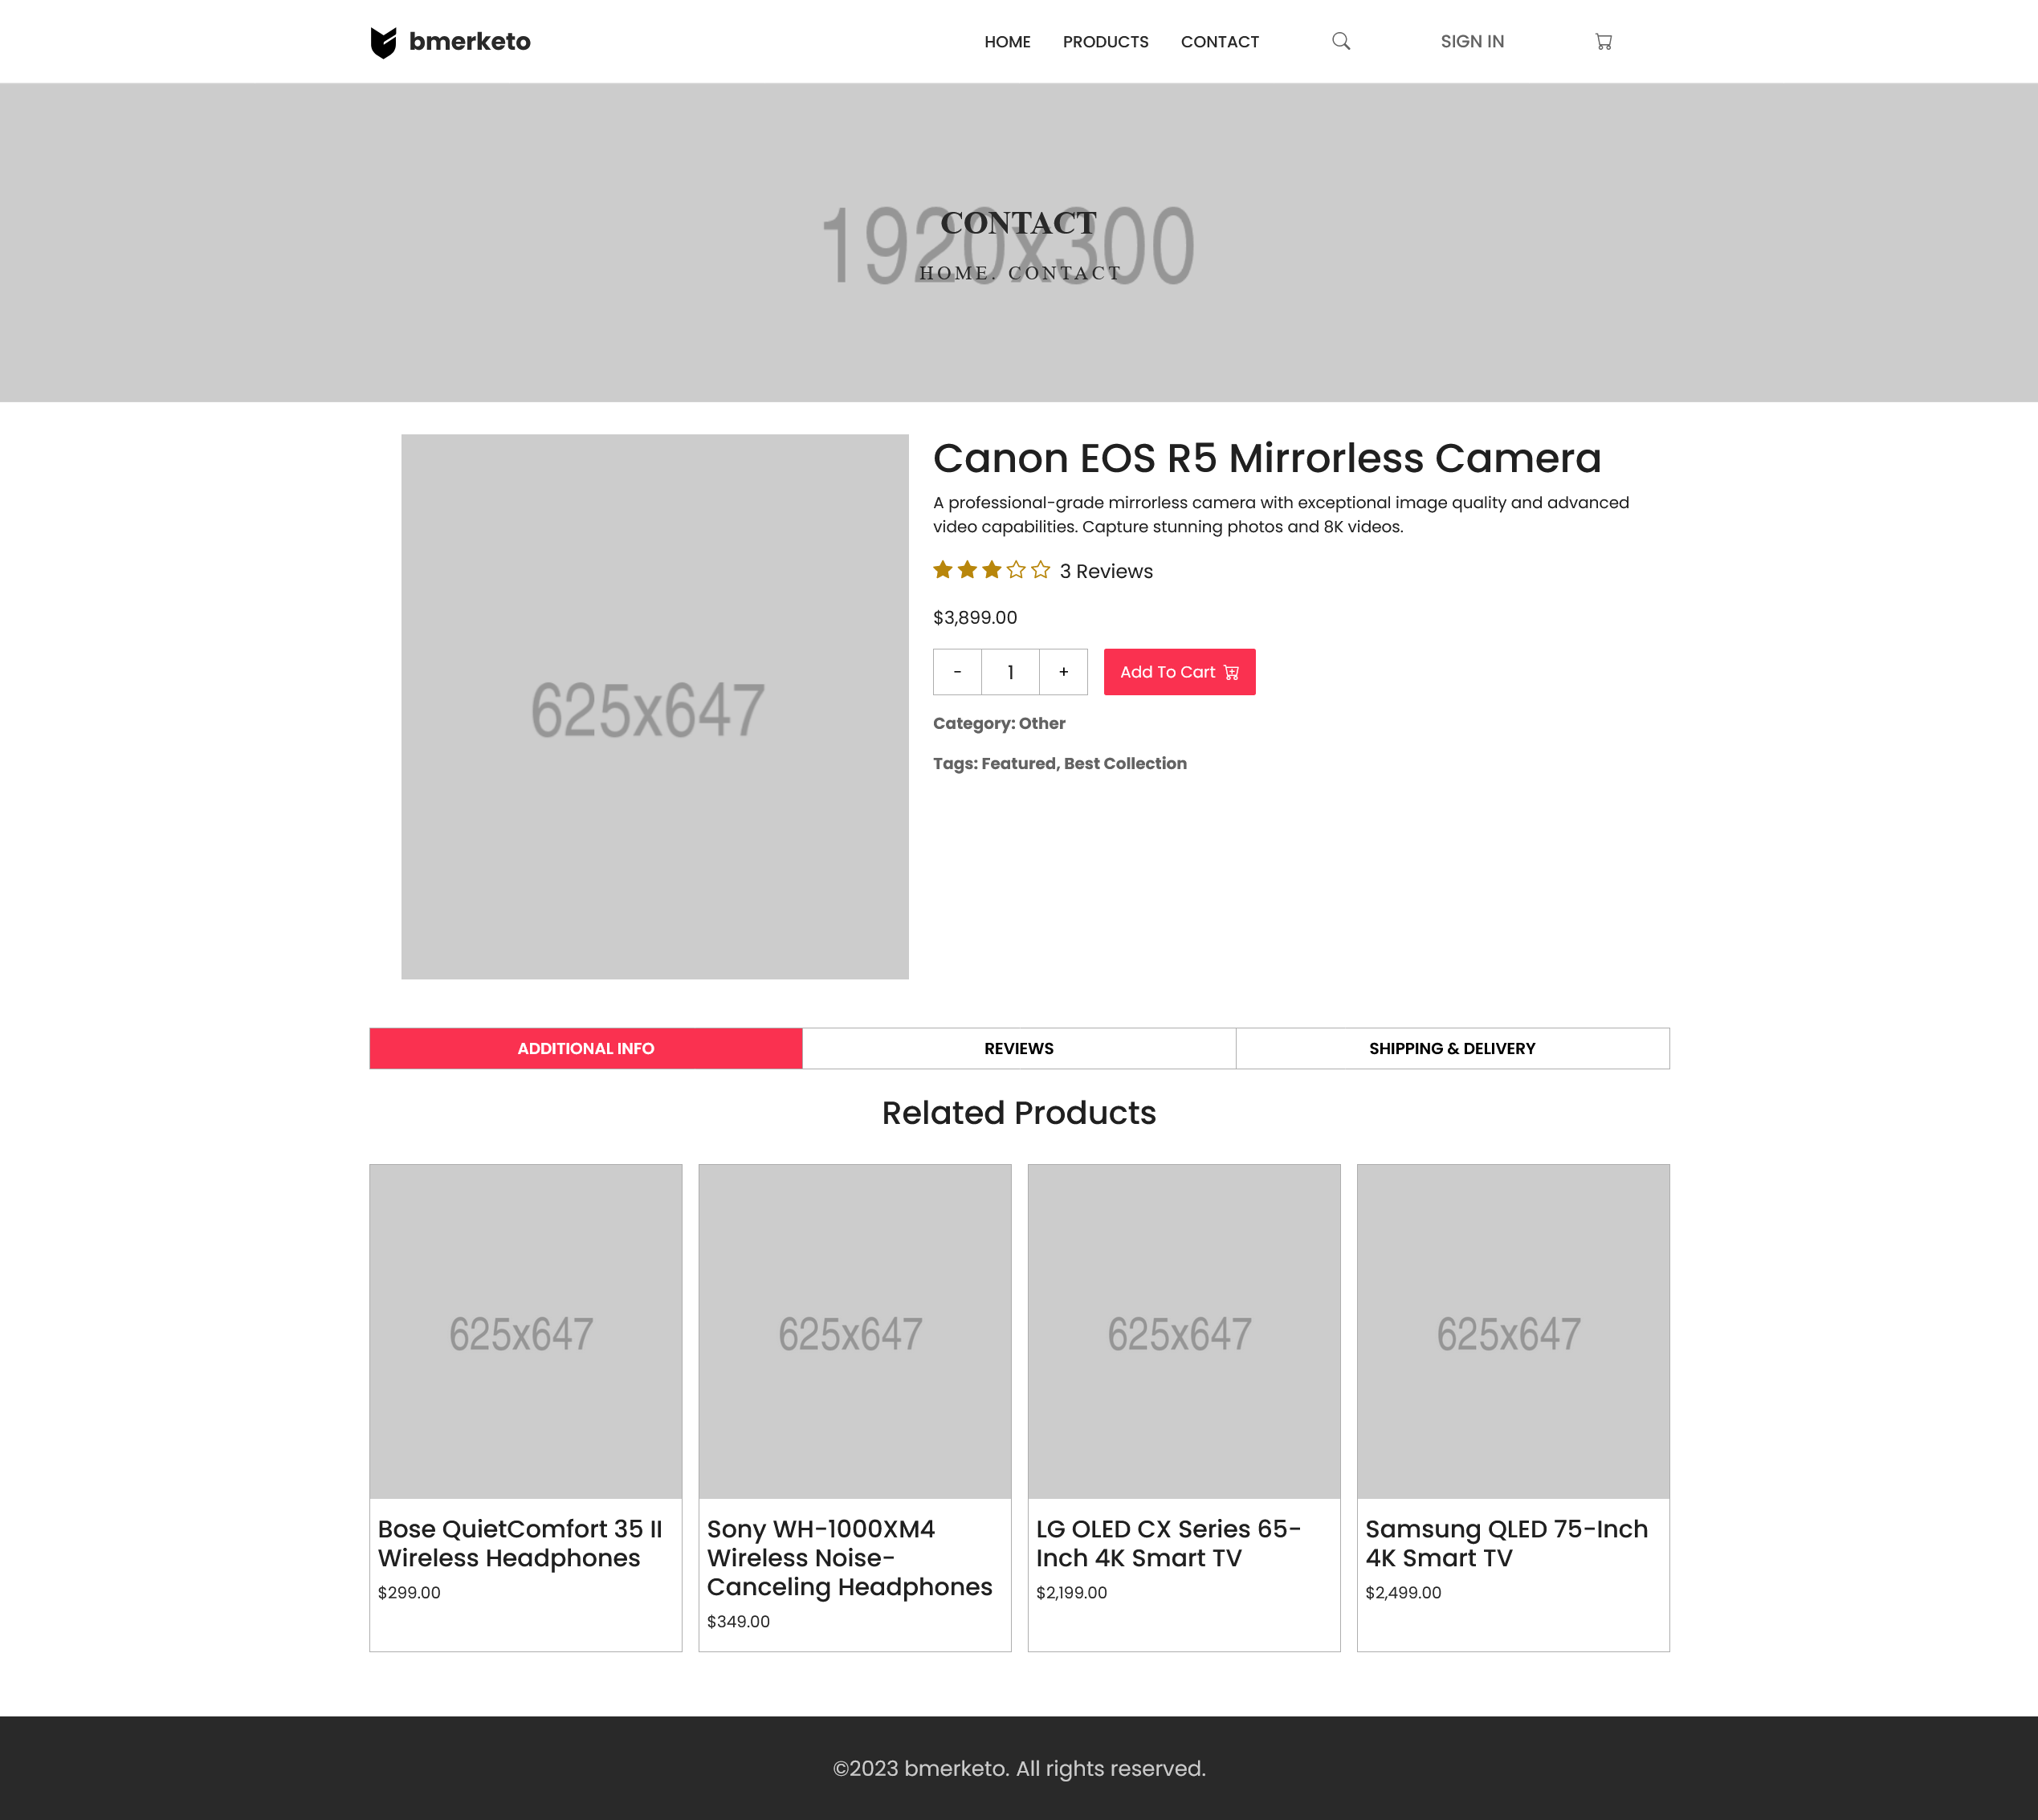 bmerketo
HOME PRODUCTS CONTACT SIGN IN
1920x300
CONTACT
HOME. CONTACT
625x647
Canon EOS R5 Mirrorless Camera
A professional-grade mirrorless camera with exceptional image quality and advanced
video capabilities. Capture stunning photos and 8K videos.
3 Reviews
$3,899.00
- 1 + Add To Cart
Category: Other
Tags: Featured, Best Collection
ADDITIONAL INFO REVIEWS SHIPPING & DELIVERY
Related Products
625x647
Bose QuietComfort 35 II
Wireless Headphones
$299.00
625x647
Sony WH-1000XM4
Wireless Noise-
Canceling Headphones
$349.00
625x647
LG OLED CX Series 65-
Inch 4K Smart TV
$2,199.00
625x647
Samsung QLED 75-Inch
4K Smart TV
$2,499.00
©2023 bmerketo. All rights reserved.